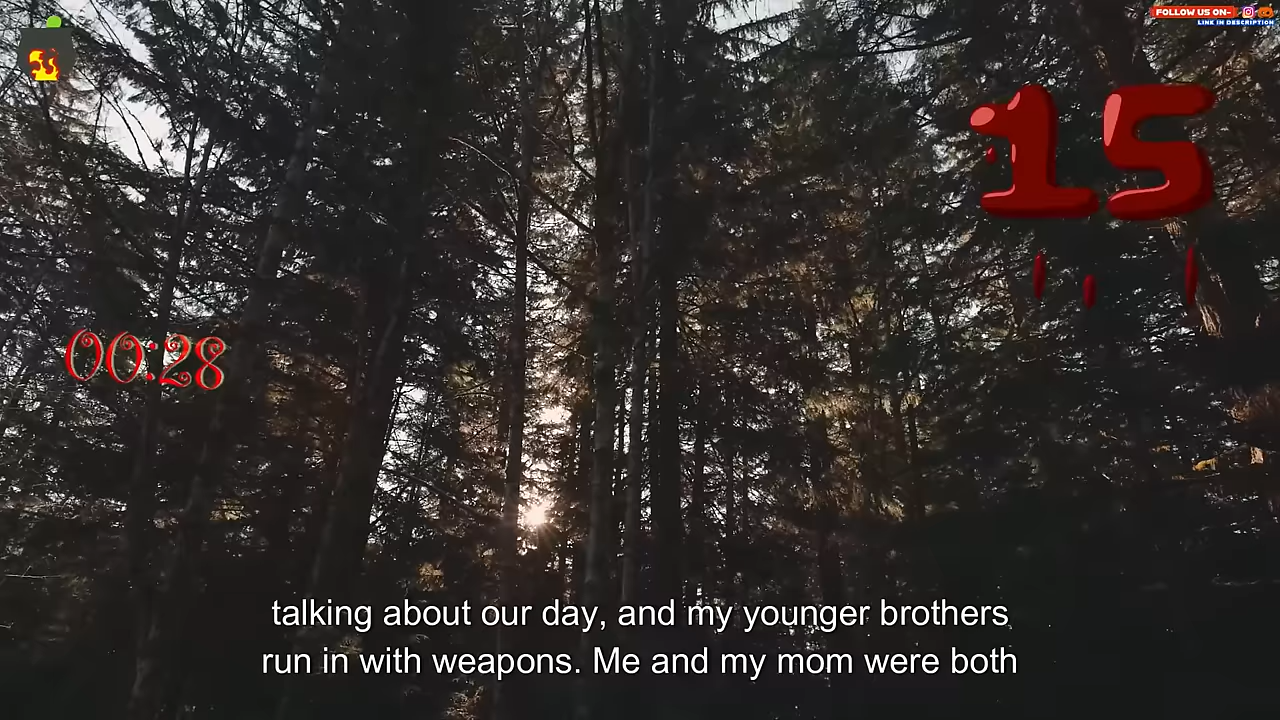 FOLLOW US ON-
LINK IN DESCRIPTION
15
00:28
talking about our day, and my younger brothers
run in with weapons. Me and my mom were both